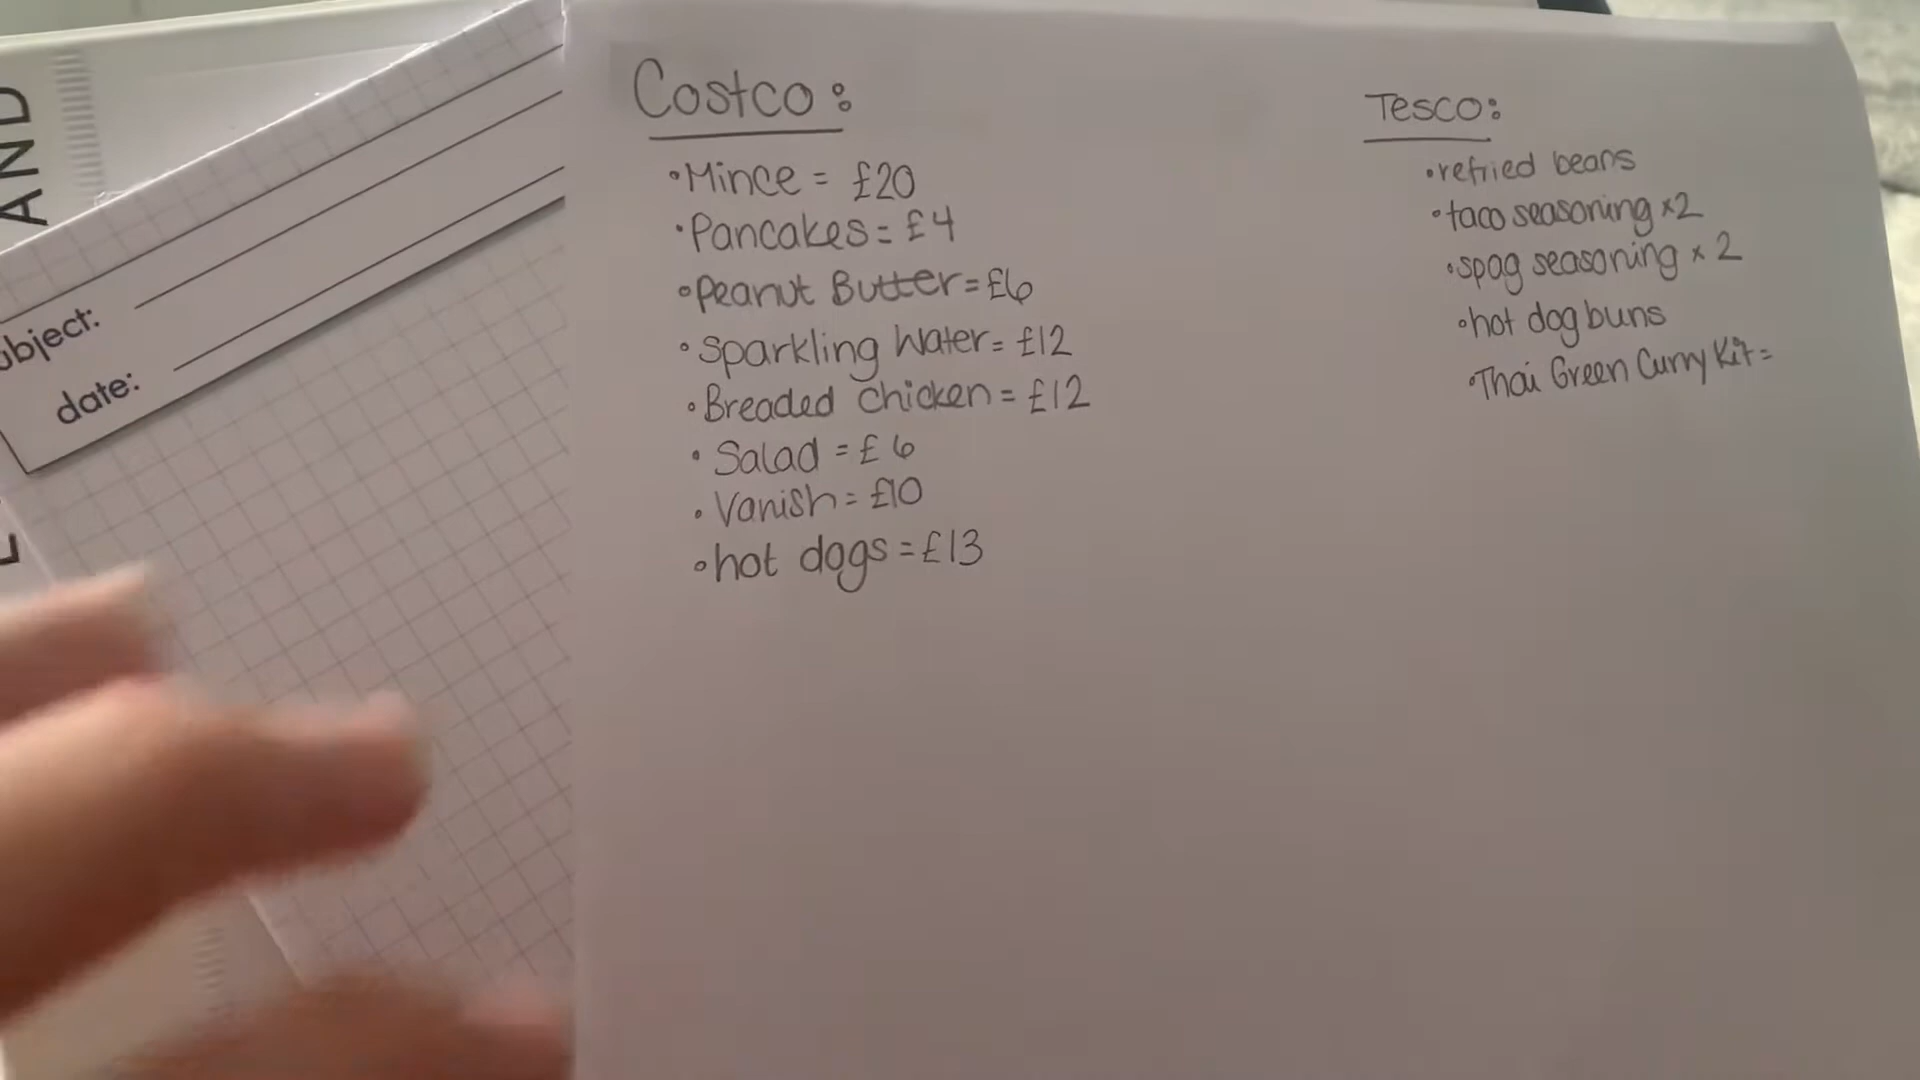 AND
subject:
date:
Costco:
•Mince = £20
•Pancakes = £4
•Peanut Butter = £6
•Sparkling Water = £12
•Breaded chicken = £12
•Salad = £6
•Vanish = £10
•hot dogs = £13
Tesco:
•refried beans
•taco seasoning x2
•spag seasoning x 2
•hot dog buns
•Thai Green Curry Kit =